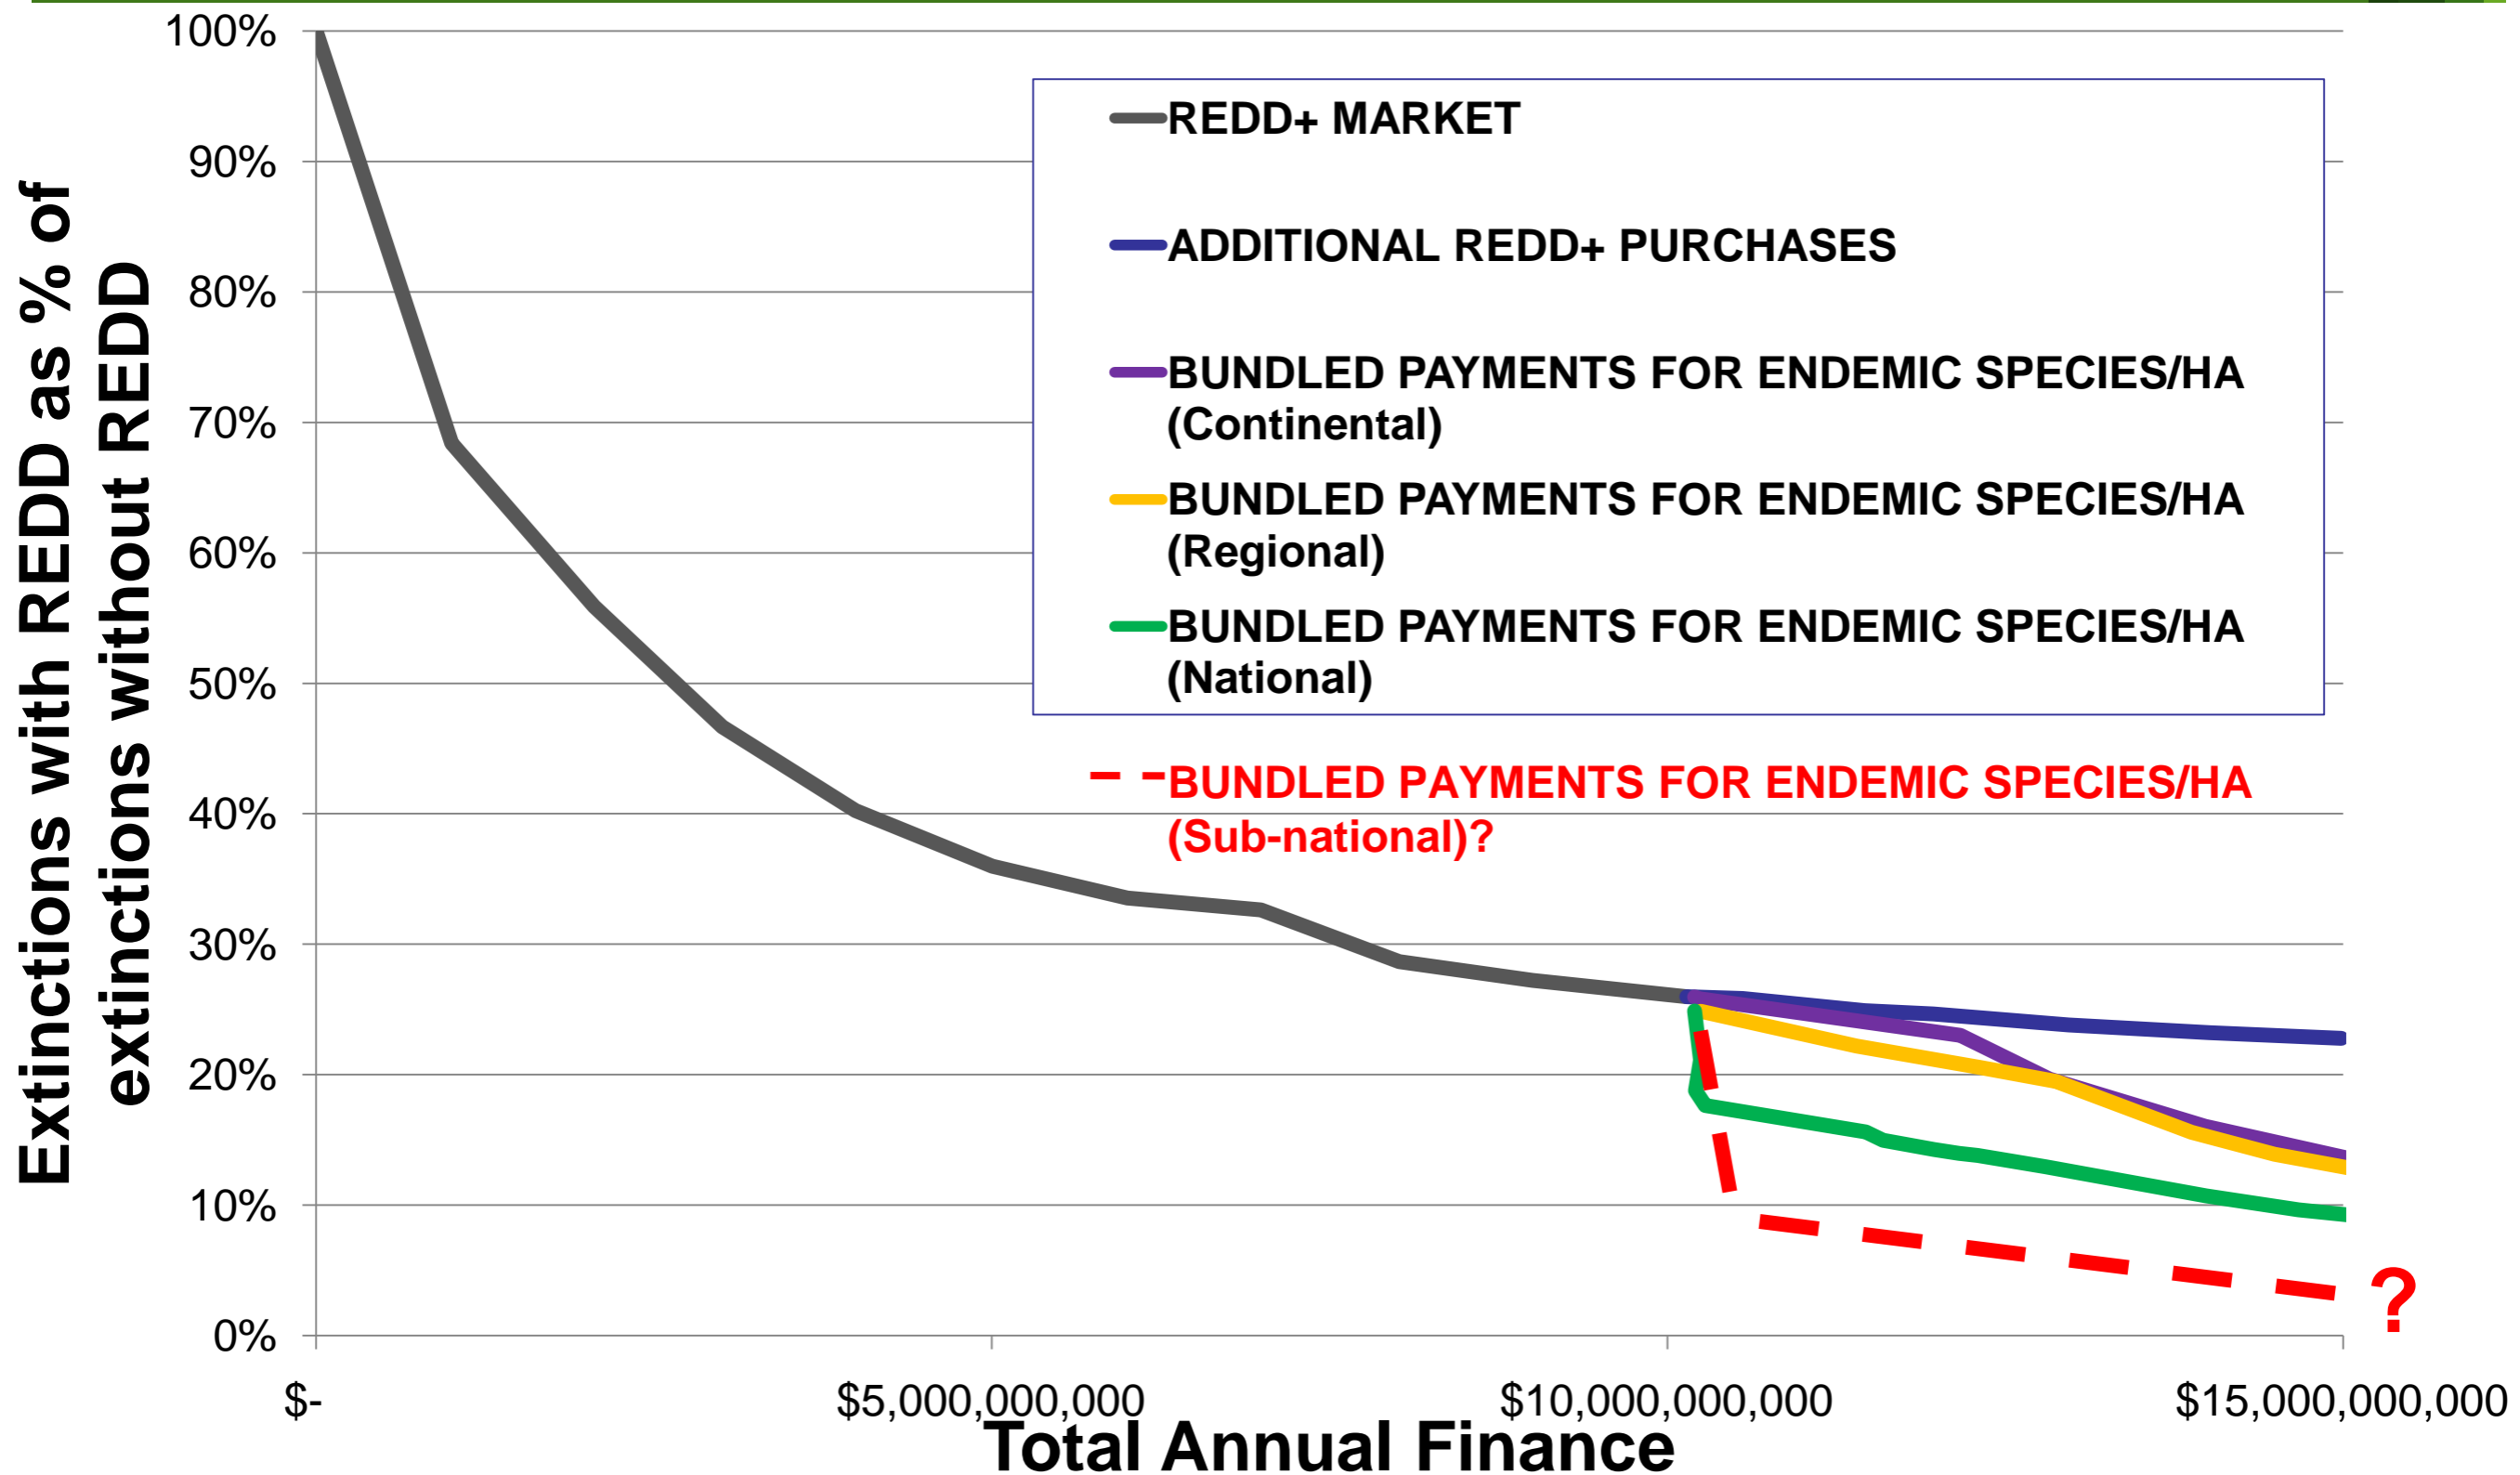 100%
90%
80%
70%
60%
50%
40%
30%
20%
10%
0%
Extinctions with REDD as % of
extinctions without REDD
REDD+ MARKET
ADDITIONAL REDD+ PURCHASES
BUNDLED PAYMENTS FOR ENDEMIC SPECIES/HA
(Continental)
BUNDLED PAYMENTS FOR ENDEMIC SPECIES/HA
(Regional)
BUNDLED PAYMENTS FOR ENDEMIC SPECIES/HA
(National)
BUNDLED PAYMENTS FOR ENDEMIC SPECIES/HA
(Sub-national)?
?
$-
$5,000,000,000
$10,000,000,000
$15,000,000,000
Total Annual Finance